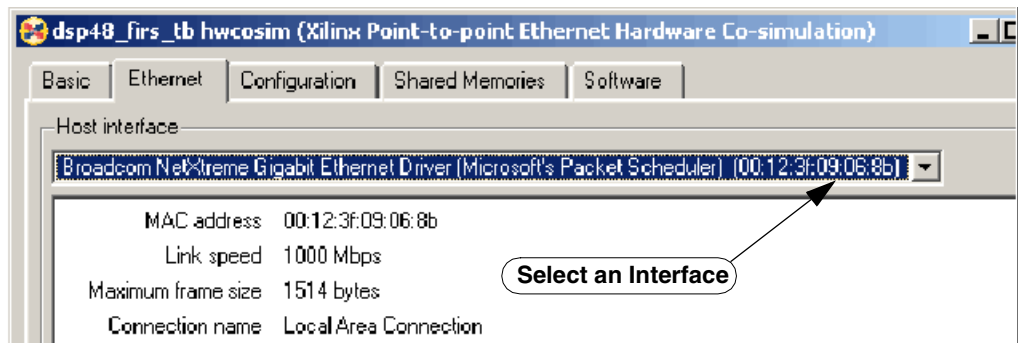 dsp48_firs_tb hwcosim (Xilinx Point-to-point Ethernet Hardware Co-simulation)
Basic Ethernet Configuration Shared Memories Software
Host interface
Broadcom NetXtreme Gigabit Ethernet Driver (Microsoft's Packet Scheduler) (00:12:3f:09:06:8b)
MAC address 00:12:3f:09:06:8b
Link speed 1000 Mbps
Select an Interface
Maximum frame size 1514 bytes
Connection name Local Area Connection